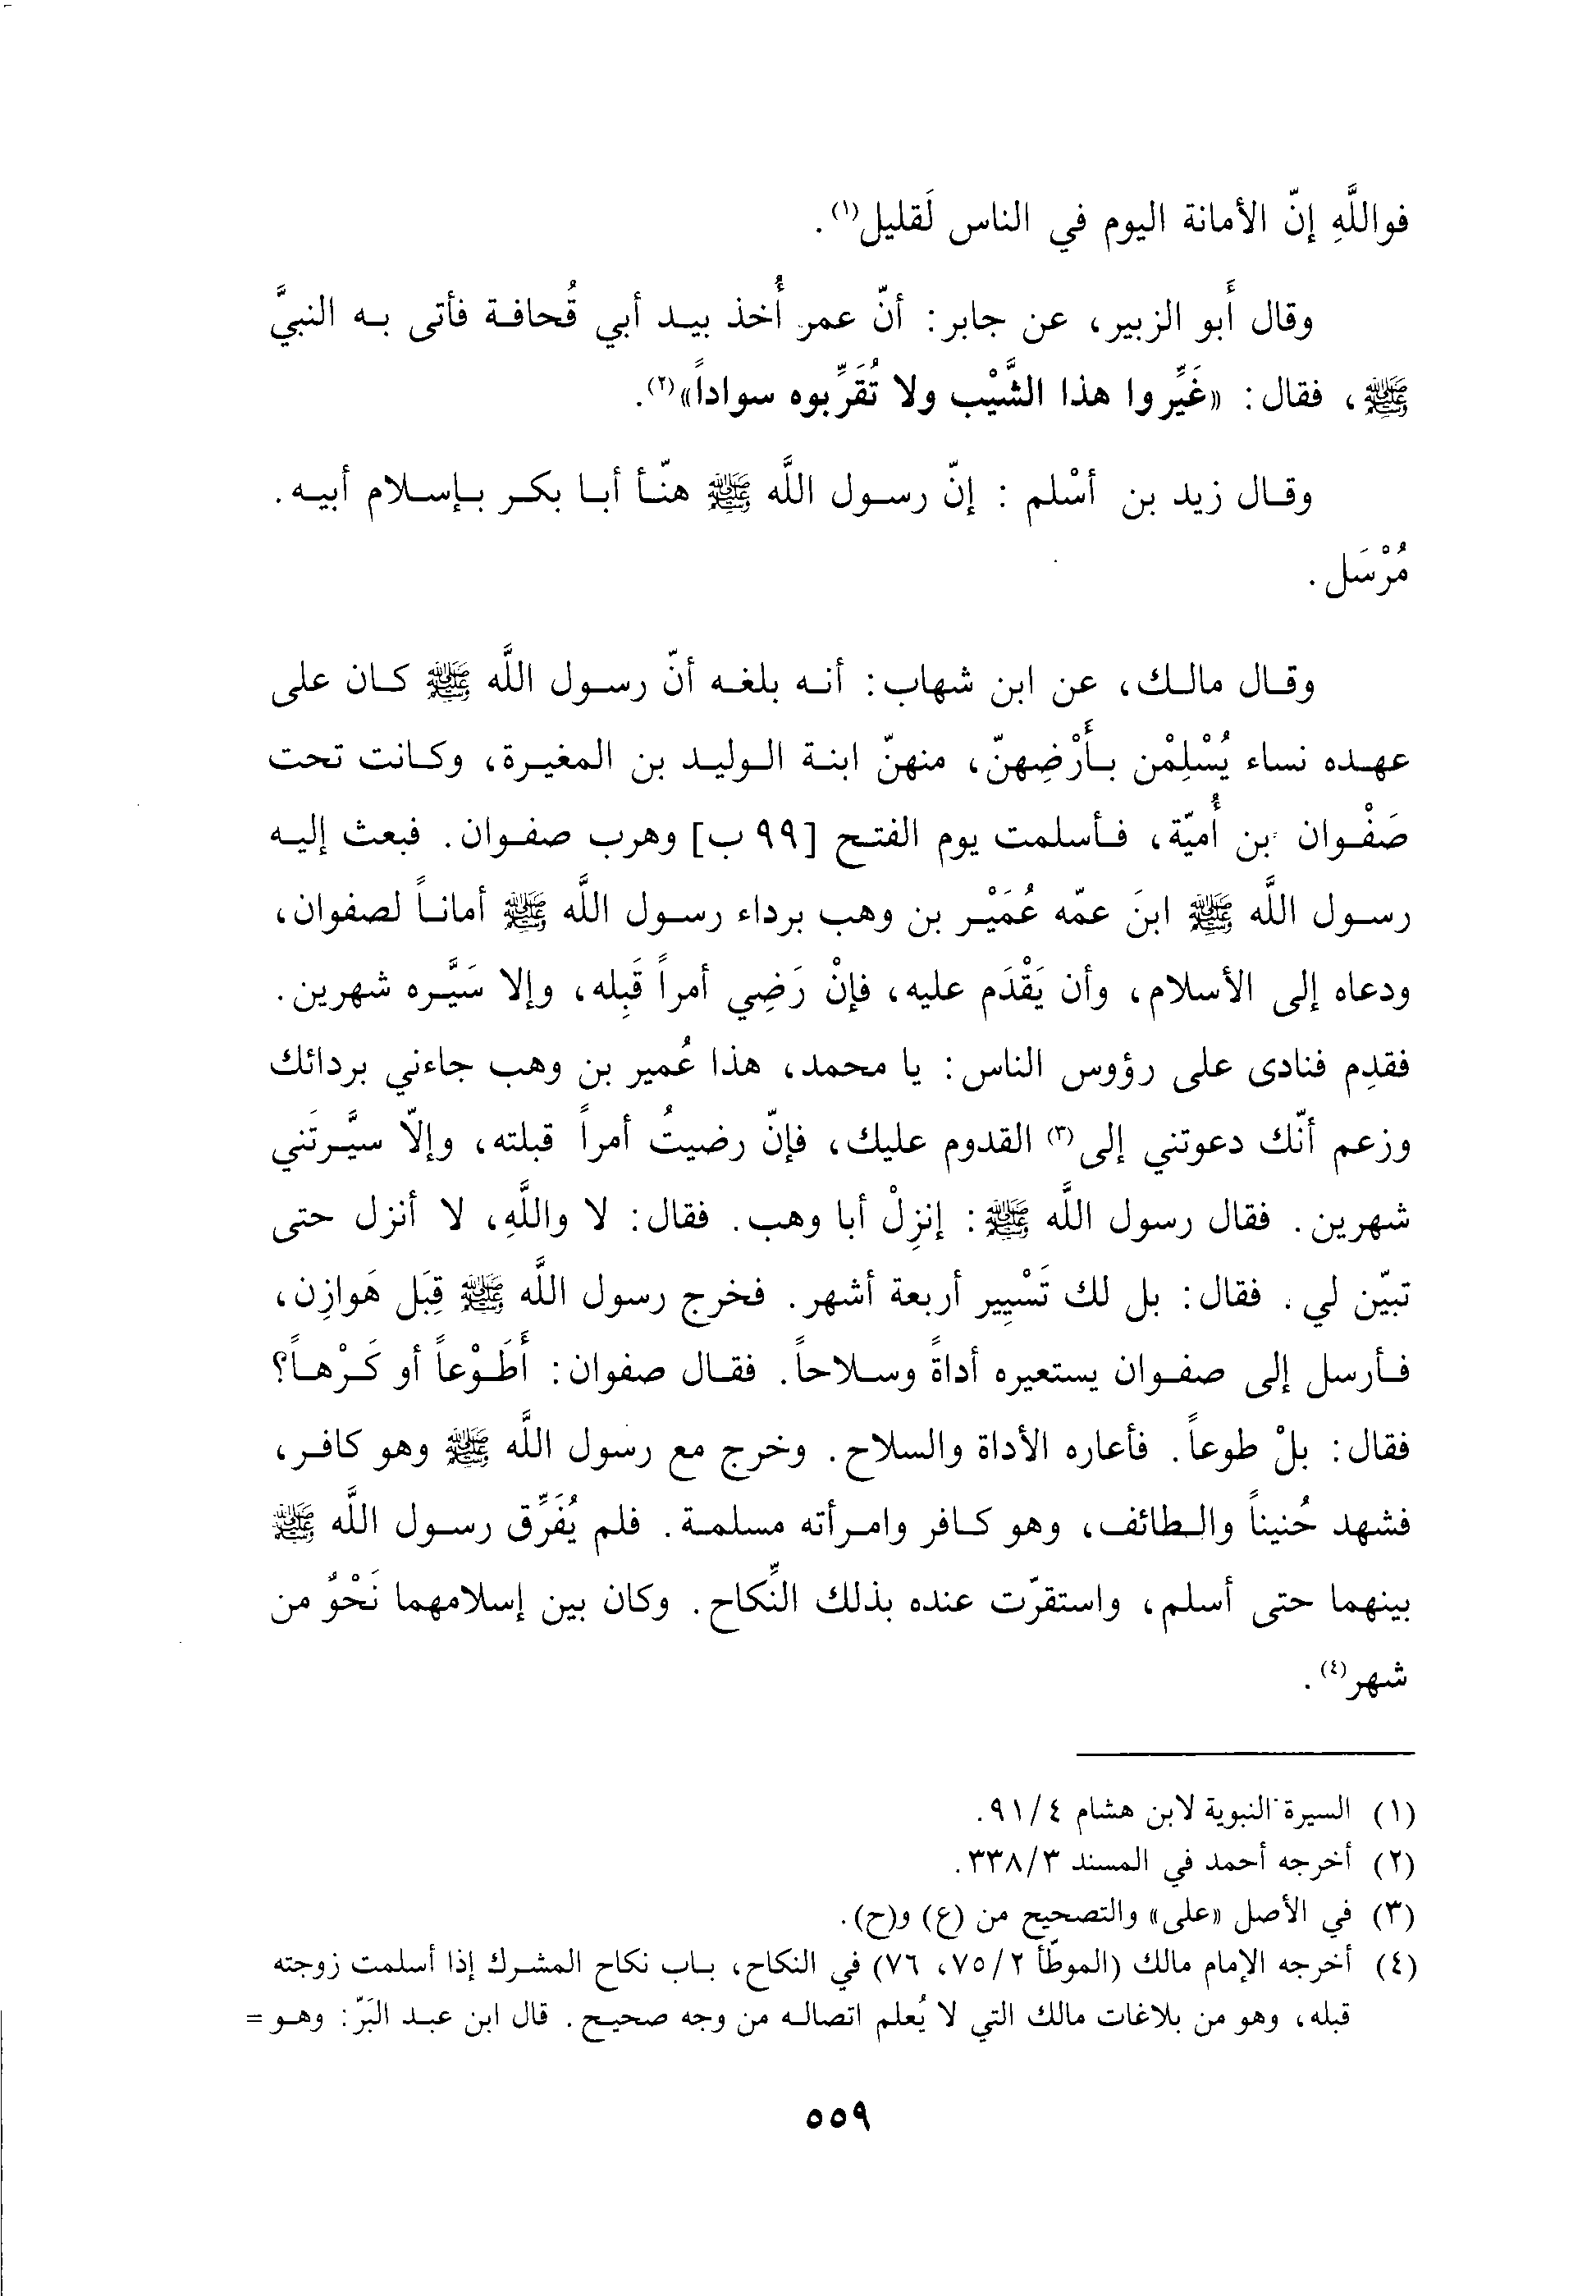 فواللَّهِ إنّ الأمانة اليوم في الناس لَقليل(١).
وقال أَبو الزبير، عن جابر: أنّ عمر أُخذ بيد أبي قُحافة فأتى به النبيَّ
ﷺ، فقال: «غَيِّروا هذا الشَّيْب ولا تُقَرِّبوه سواداً»(٢).
وقال زيد بن أسْلم : إنّ رسول اللَّه ﷺ هنّأ أبا بكر بإسلام أبيه.
مُرْسَل.
وقال مالك، عن ابن شهاب: أنه بلغه أنّ رسول اللَّه ﷺ كان على
عهده نساء يُسْلِمْن بأَرْضِهنّ، منهنّ ابنة الوليد بن المغيرة، وكانت تحت
صَفْوان بن أُميّة، فأسلمت يوم الفتح [٩٩ ب] وهرب صفوان. فبعث إليه
رسول اللَّه ﷺ ابنَ عمّه عُمَيْر بن وهب برداء رسول اللَّه ﷺ أماناً لصفوان،
ودعاه إلى الأسلام، وأن يَقْدَم عليه، فإنْ رَضِي أمراً قَبِله، وإلا سَيَّره شهرين.
فقدِم فنادى على رؤوس الناس: يا محمد، هذا عُمير بن وهب جاءني بردائك
وزعم أنّك دعوتني إلى(٣) القدوم عليك، فإنّ رضيتُ أمراً قبلته، وإلاّ سيَّرتَني
شهرين. فقال رسول اللَّه ﷺ: إنزِلْ أبا وهب. فقال: لا واللَّهِ، لا أنزل حتى
تبيّن لي. فقال: بل لك تَسْيِير أربعة أشهر. فخرج رسول اللَّه ﷺ قِبَل هَوازِن،
فأرسل إلى صفوان يستعيره أداةً وسلاحاً. فقال صفوان: أَطَوْعاً أو كَرْهاً؟
فقال: بلْ طوعاً. فأعاره الأداة والسلاح. وخرج مع رسول اللَّه ﷺ وهو كافر،
فشهد حُنيناً والطائف، وهو كافر وامرأته مسلمة. فلم يُفَرِّق رسول اللَّه ﷺ
بينهما حتى أسلم، واستقرّت عنده بذلك النِّكاح. وكان بين إسلامهما نَحْوٌ من
شهر(٤).
(١) السيرة النبوية لابن هشام ٩١/٤.
(٢) أخرجه أحمد في المسند ٣٣٨/٣.
(٣) في الأصل «على» والتصحيح من (ع) و(ح).
(٤) أخرجه الإمام مالك (الموطّأ ٧٥/٢، ٧٦) في النكاح، باب نكاح المشرك إذا أسلمت زوجته
قبله، وهو من بلاغات مالك التي لا يُعلم اتصاله من وجه صحيح. قال ابن عبد البَرّ: وهو =
٥٥٩